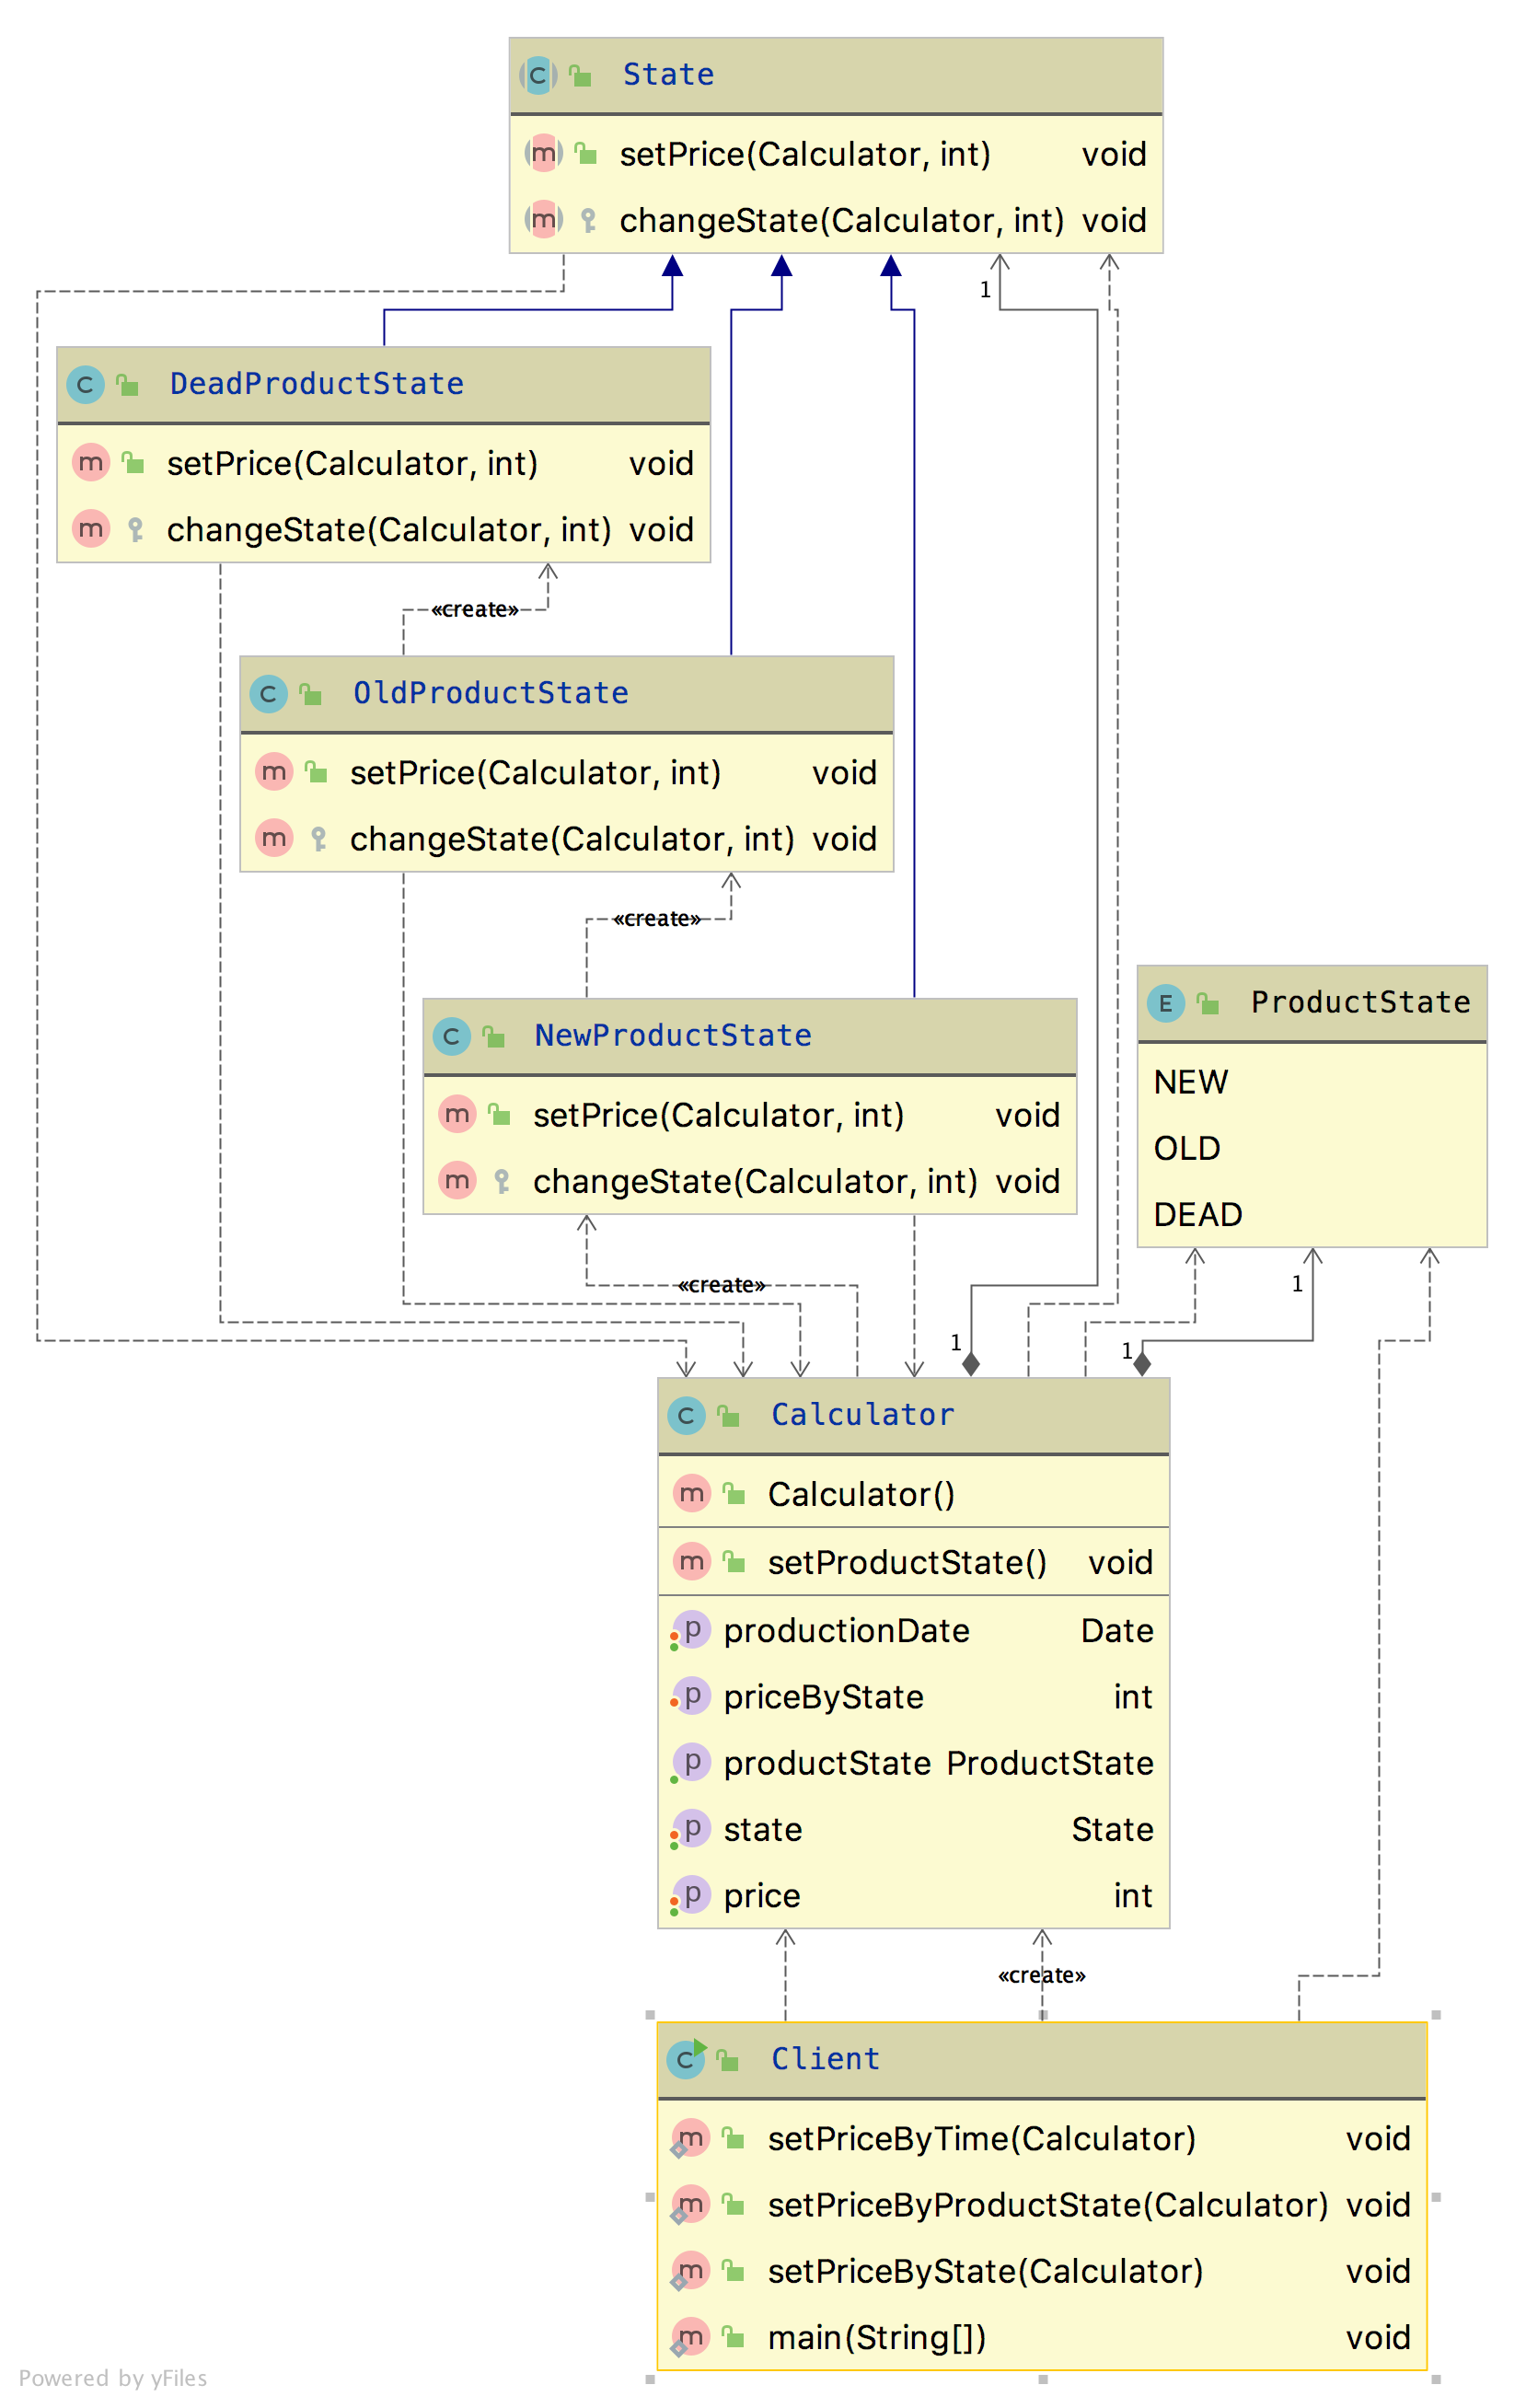 State
setPrice(Calculator, int) void
changeState(Calculator, int) void
1
DeadProductState
setPrice(Calculator, int) void
changeState(Calculator, int) void
«create»
OldProductState
setPrice(Calculator, int) void
changeState(Calculator, int) void
«create»
ProductState
NEW
OLD
DEAD
NewProductState
setPrice(Calculator, int) void
changeState(Calculator, int) void
«create»
1
1
1
Calculator
Calculator()
setProductState() void
productionDate Date
priceByState int
productState ProductState
state State
price int
«create»
Client
setPriceByTime(Calculator) void
setPriceByProductState(Calculator) void
setPriceByState(Calculator) void
main(String[]) void
Powered by yFiles